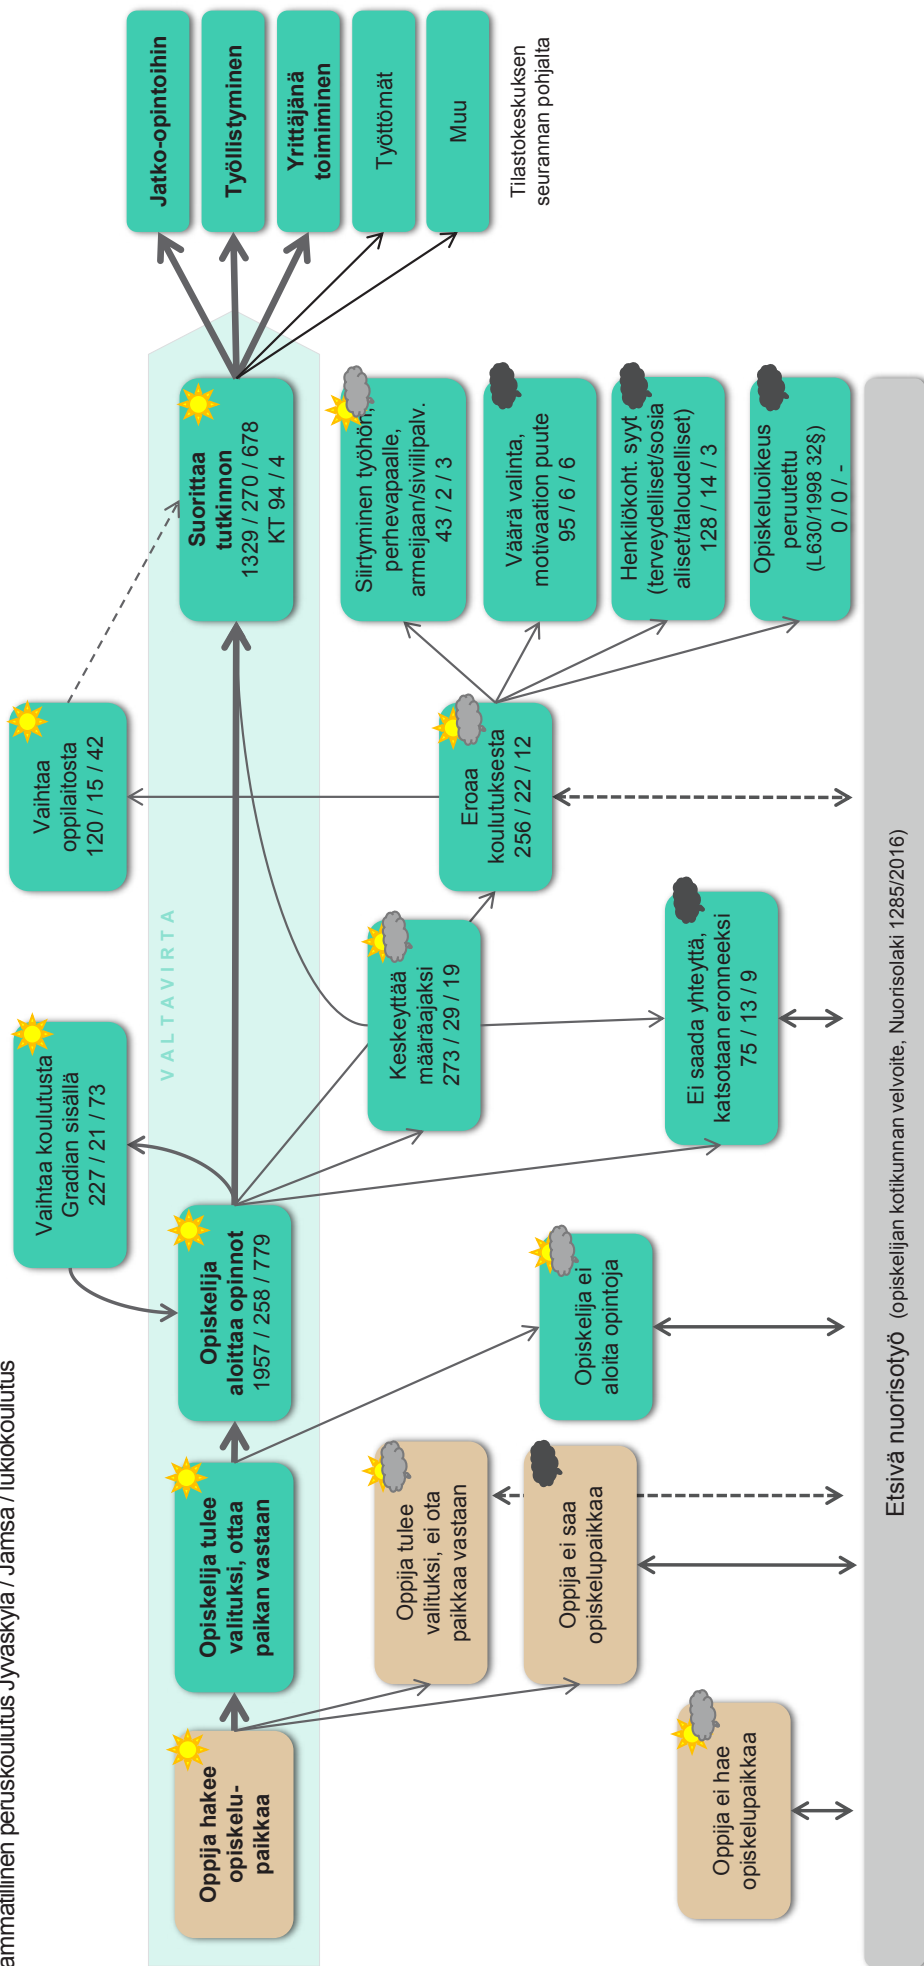 ammatillinen peruskoulutus Jyväskylä / Jämsä / lukiokoulutus
Vaihtaa koulutusta
Gradian sisällä
227 / 21 / 73
Vaihtaa
oppilaitosta
120 / 15 / 42
VALTAVIRTA
Oppija hakee
opiskelu-
paikkaa
Opiskelija tulee
valituksi, ottaa
paikan vastaan
Opiskelija
aloittaa opinnot
1957 / 258 / 779
Suorittaa
tutkinnon
1329 / 270 / 678
KT 94 / 4
Jatko-opintoihin
Työllistyminen
Yrittäjänä
toimiminen
Työttömät
Muu
Tilastokeskuksen
seurannan pohjalta
Oppija tulee
valituksi, ei ota
paikkaa vastaan
Oppija ei saa
opiskelupaikkaa
Oppija ei hae
opiskelupaikkaa
Opiskelija ei
aloita opintoja
Keskeyttää
määräajaksi
273 / 29 / 19
Ei saada yhteyttä,
katsotaan eronneeksi
75 / 13 / 9
Eroaa
koulutuksesta
256 / 22 / 12
Siirtyminen työhön,
perhevapaalle,
armeijaan/siviilipalv.
43 / 2 / 3
Väärä valinta,
motivaation puute
95 / 6 / 6
Henkilökoht. syyt
(terveydelliset/sosia
aliset/taloudelliset)
128 / 14 / 3
Opiskeluoikeus
peruutettu
(L630/1998 32§)
0 / 0 / -
Etsivä nuorisotyö (opiskelijan kotikunnan velvoite, Nuorisolaki 1285/2016)